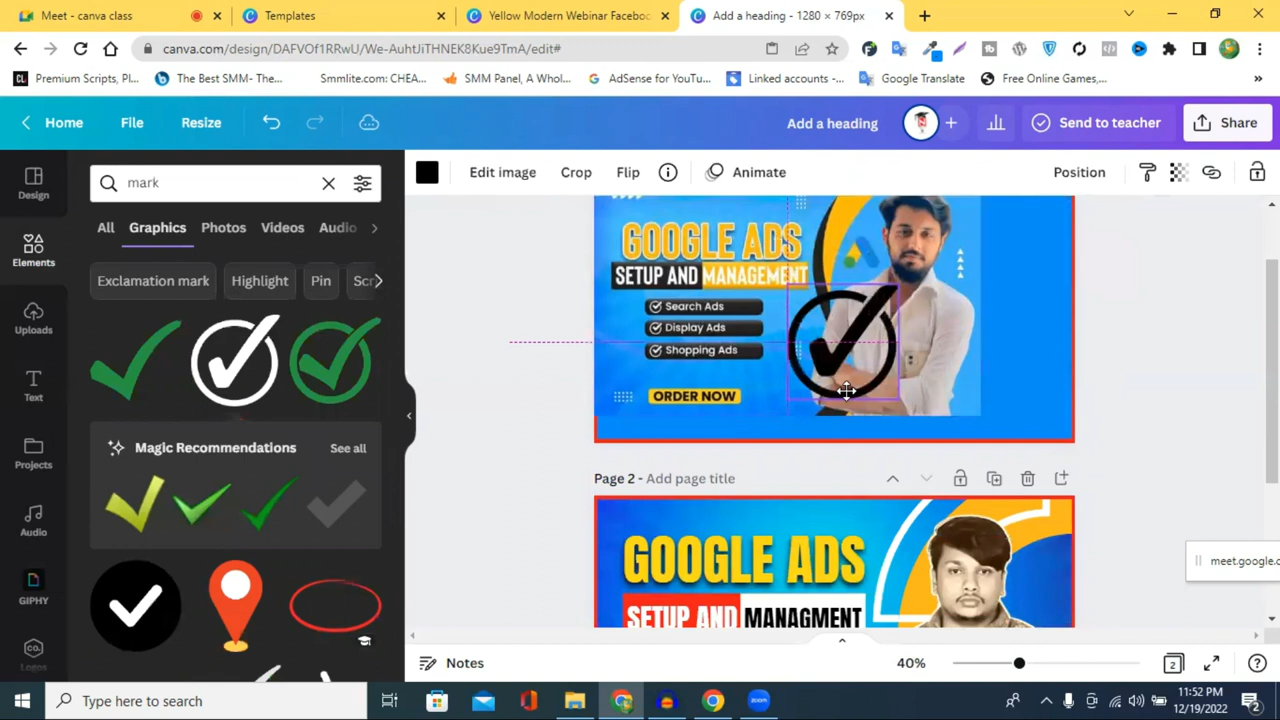 Meet - canva class
Templates
Yellow Modern Webinar Facebo
Add a heading - 1280 × 769px
canva.com/design/DAFVOf1RRwU/We-AuhtJiTHNEK8Kue9TmA/edit#
Premium Scripts, Pl...
The Best SMM- The...
Smmlite.com: CHEA...
SMM Panel, A Whol...
AdSense for YouTu...
Linked accounts -...
Google Translate
Free Online Games,...
»
Home
File
Resize
Add a heading
Send to teacher
Share
Design
Elements
Uploads
Text
Projects
Audio
GIPHY
Logos
mark
All
Graphics
Photos
Videos
Audio
Exclamation mark
Highlight
Pin
Scr
Magic Recommendations
See all
Edit image
Crop
Flip
Animate
Position
GOOGLE ADS
SETUP AND MANAGEMENT
Search Ads
Display Ads
Shopping Ads
ORDER NOW
Page 2 - Add page title
GOOGLE ADS
SETUP AND MANAGMENT
meet.google.c
Notes
40%
2
Type here to search
zoom
11:52 PM
12/19/2022
2